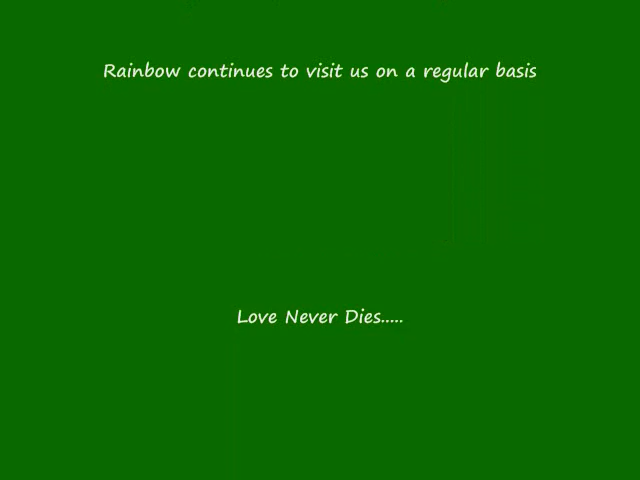 Rainbow continues to visit us on a regular basis
Love Never Dies.....